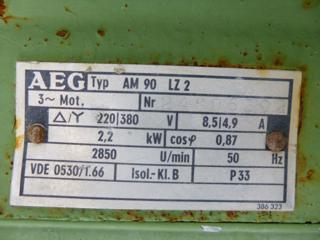 AEG Typ AM 90 LZ 2
3~ Mot. Nr
Δ/Y 220/380 V 8,5/4,9 A
2,2 kW cosφ 0,87
2850 U/min 50 Hz
VDE 0530/1.66 Isol.-Kl. B P 33
386 323